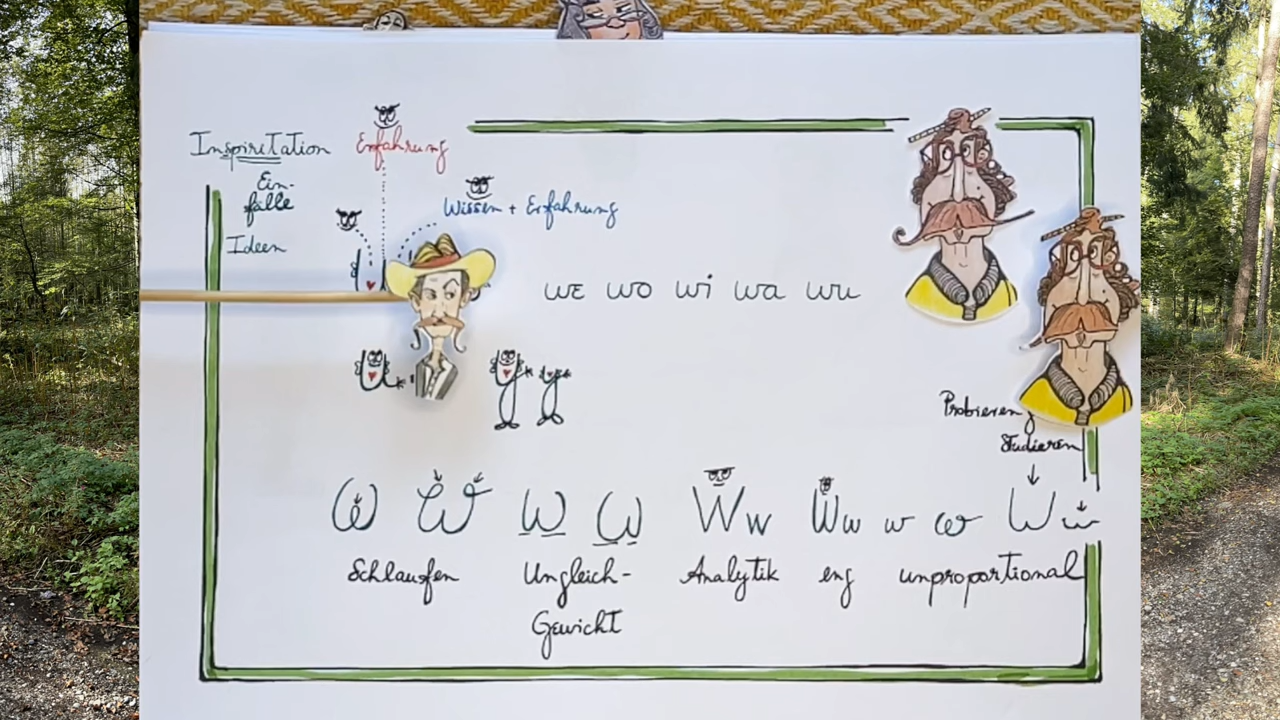 Inspiretation
Erfahrung
Ein-
fälle
Wissen + Erfahrung
Ideen
we wo wi wa wu
U
Y y
Probieren
Studieren
W W W W W w W w w w W w
Schlaufen Ungleich- Analytik eng unproportional
Gewicht